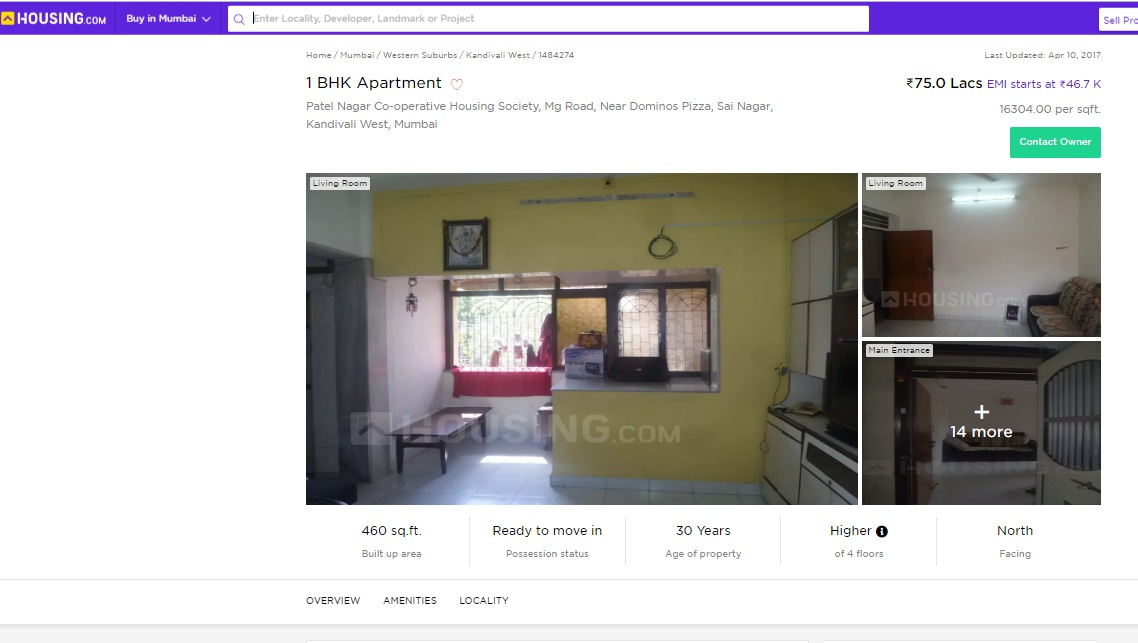 HOUSING.COM
Buy in Mumbai
Enter Locality, Developer, Landmark or Project
Sell Pro
Home / Mumbai / Western Suburbs / Kandivali West / 1484274
Last Updated: Apr 10, 2017
1 BHK Apartment
₹75.0 Lacs EMI starts at ₹46.7 K
Patel Nagar Co-operative Housing Society, Mg Road, Near Dominos Pizza, Sai Nagar,
Kandivali West, Mumbai
16304.00 per sqft.
Contact Owner
Living Room
HOUSING.COM
Living Room
HOUSING.COM
Main Entrance
+
14 more
HOUSING
460 sq.ft.
Built up area
Ready to move in
Possession status
30 Years
Age of property
Higher
of 4 floors
North
Facing
OVERVIEW
AMENITIES
LOCALITY